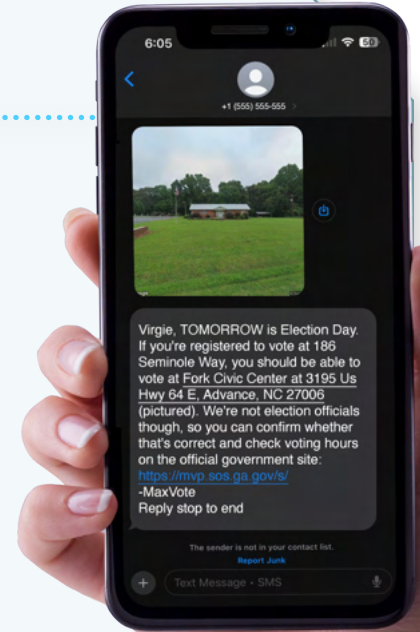 6:05
50
+1 (555) 555-555 >
Virgie, TOMORROW is Election Day.
If you're registered to vote at 186
Seminole Way, you should be able to
vote at Fork Civic Center at 3195 Us
Hwy 64 E, Advance, NC 27006
(pictured). We're not election officials
though, so you can confirm whether
that's correct and check voting hours
on the official government site:
https://mvp.sos.ga.gov/s/
-MaxVote
Reply stop to end
The sender is not in your contact list.
Report Junk
Text Message • SMS